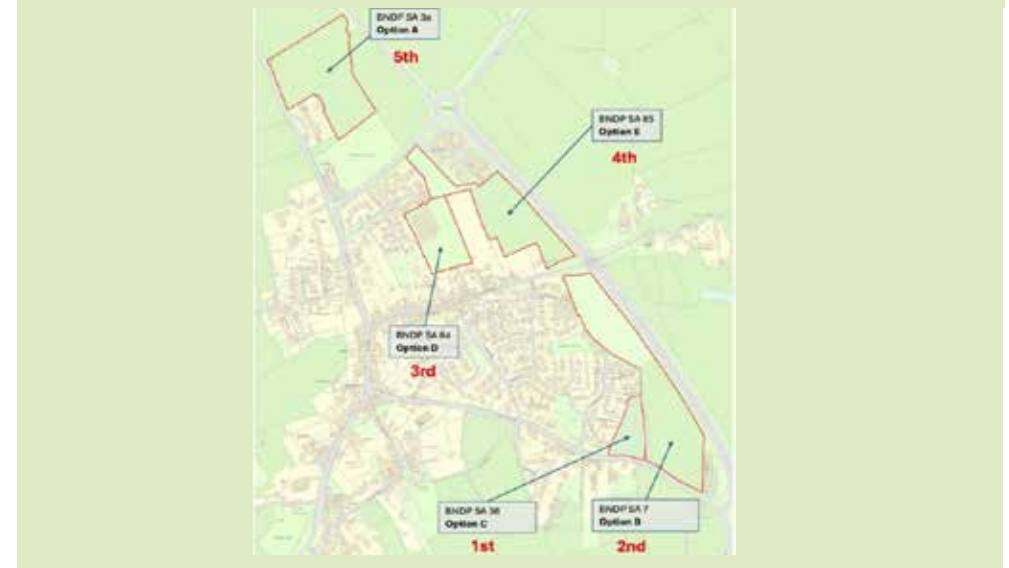 BNDP SA 3a
Option A
5th
BNDP SA 85
Option E
4th
BNDP SA 84
Option D
3rd
BNDP SA 36
Option C
1st
BNDP SA 7
Option B
2nd